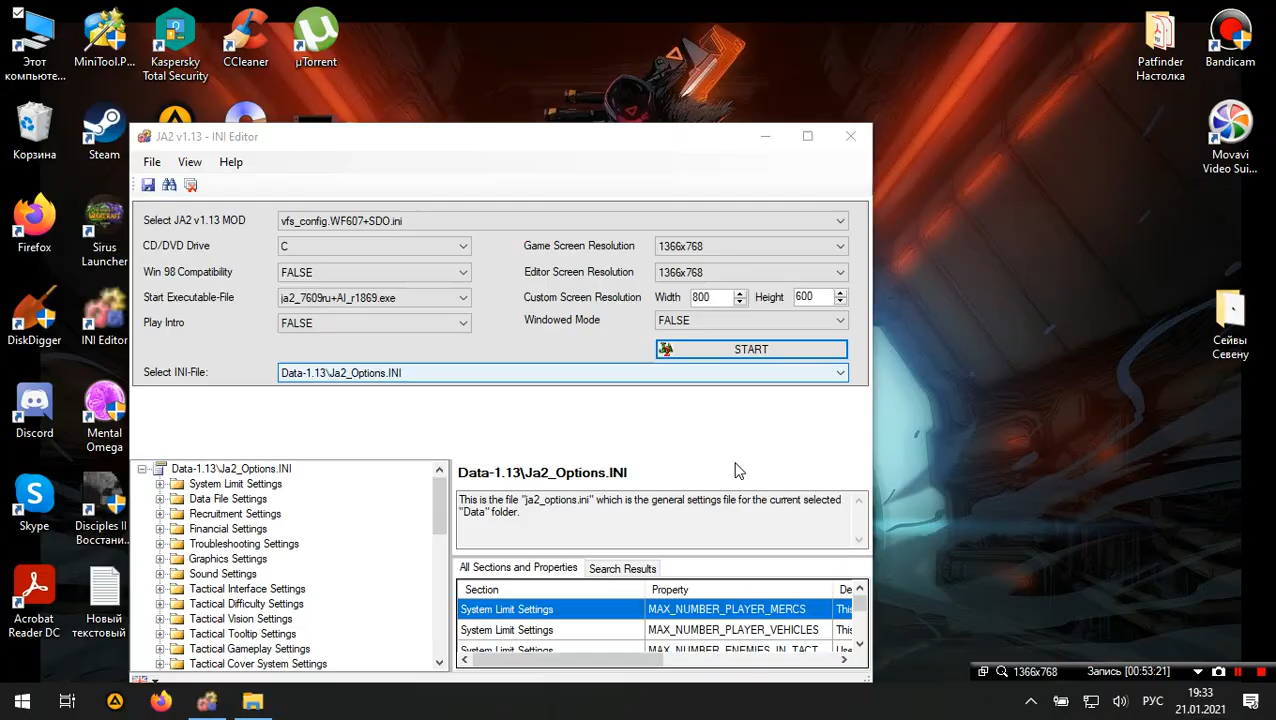 Этот
компьюте...
MiniTool.P...
Kaspersky
Total Security
CCleaner
µTorrent
Patfinder
Настолка
Bandicam
Корзина
Steam
Movavi
Video Sui...
Firefox
Sirus
Launcher
DiskDigger
INI Editor
Сейвы
Севену
Discord
Mental
Omega
Skype
Disciples II
Восстани...
Acrobat
Reader DC
Новый
текстовый
JA2 v1.13 - INI Editor
File View Help
Select JA2 v1.13 MOD vfs_config.WF607+SDO.ini
CD/DVD Drive C Game Screen Resolution 1366x768
Win 98 Compatibility FALSE Editor Screen Resolution 1366x768
Start Executable-File ja2_7609ru+AI_r1869.exe Custom Screen Resolution Width 800 Height 600
Play Intro FALSE Windowed Mode FALSE
START
Select INI-File: Data-1.13\Ja2_Options.INI
Data-1.13\Ja2_Options.INI
System Limit Settings
Data File Settings
Recruitment Settings
Financial Settings
Troubleshooting Settings
Graphics Settings
Sound Settings
Tactical Interface Settings
Tactical Difficulty Settings
Tactical Vision Settings
Tactical Tooltip Settings
Tactical Gameplay Settings
Tactical Cover System Settings
Data-1.13\Ja2_Options.INI
This is the file "ja2_options.ini" which is the general settings file for the current selected
"Data" folder.
All Sections and Properties Search Results
Section Property De
System Limit Settings MAX_NUMBER_PLAYER_MERCS This
System Limit Settings MAX_NUMBER_PLAYER_VEHICLES This
System Limit Settings MAX_NUMBER_ENEMIES_IN_TACT Use
1366x768 Запись [00:53:21]
РУС
19:33
21.01.2021